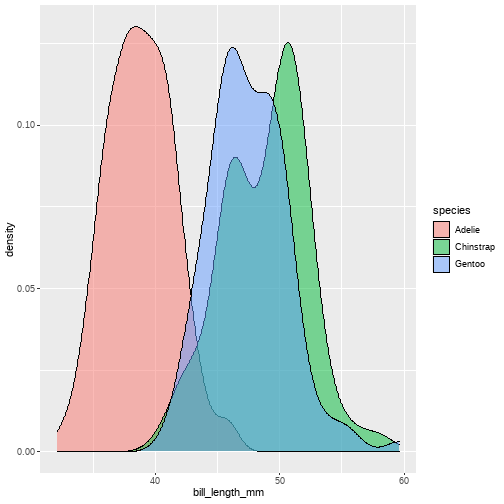 0.10
0.05
0.00
density
40
50
60
bill_length_mm
species
Adelie
Chinstrap
Gentoo